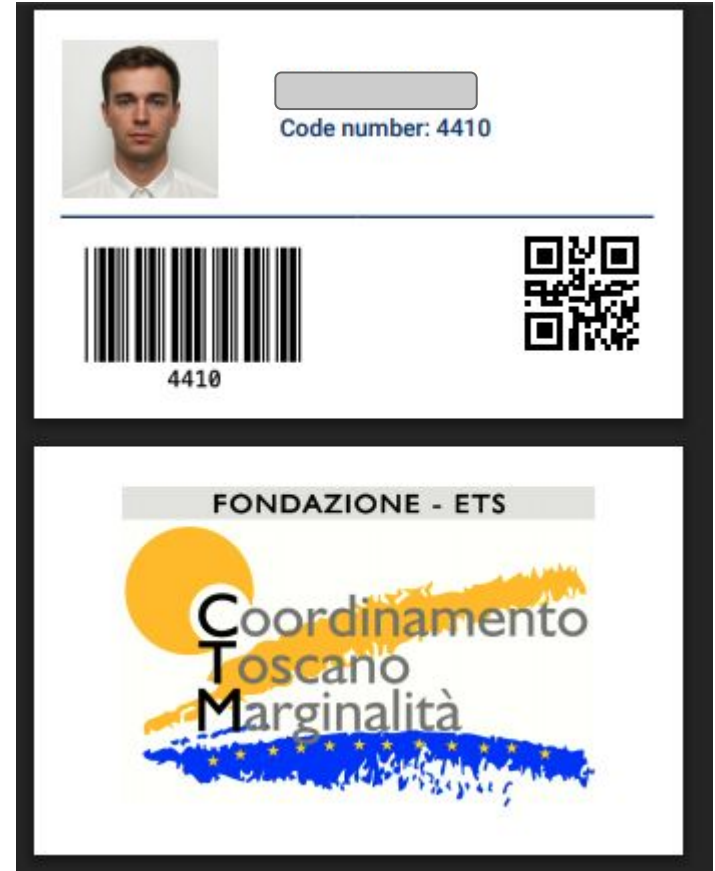 Code number: 4410
4410
FONDAZIONE - ETS
Coordinamento
Toscano
Marginalità